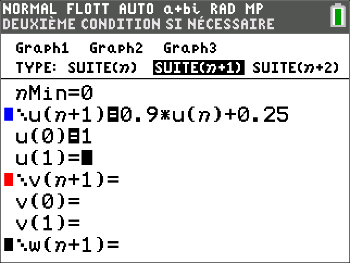 NORMAL FLOTT AUTO a+bi RAD MP
DEUXIÈME CONDITION SI NÉCESSAIRE
Graph1 Graph2 Graph3
TYPE: SUITE(n) SUITE(n+1) SUITE(n+2)
nMin=0
\u(n+1)=0.9*u(n)+0.25
u(0)=1
u(1)=
\v(n+1)=
v(0)=
v(1)=
\w(n+1)=